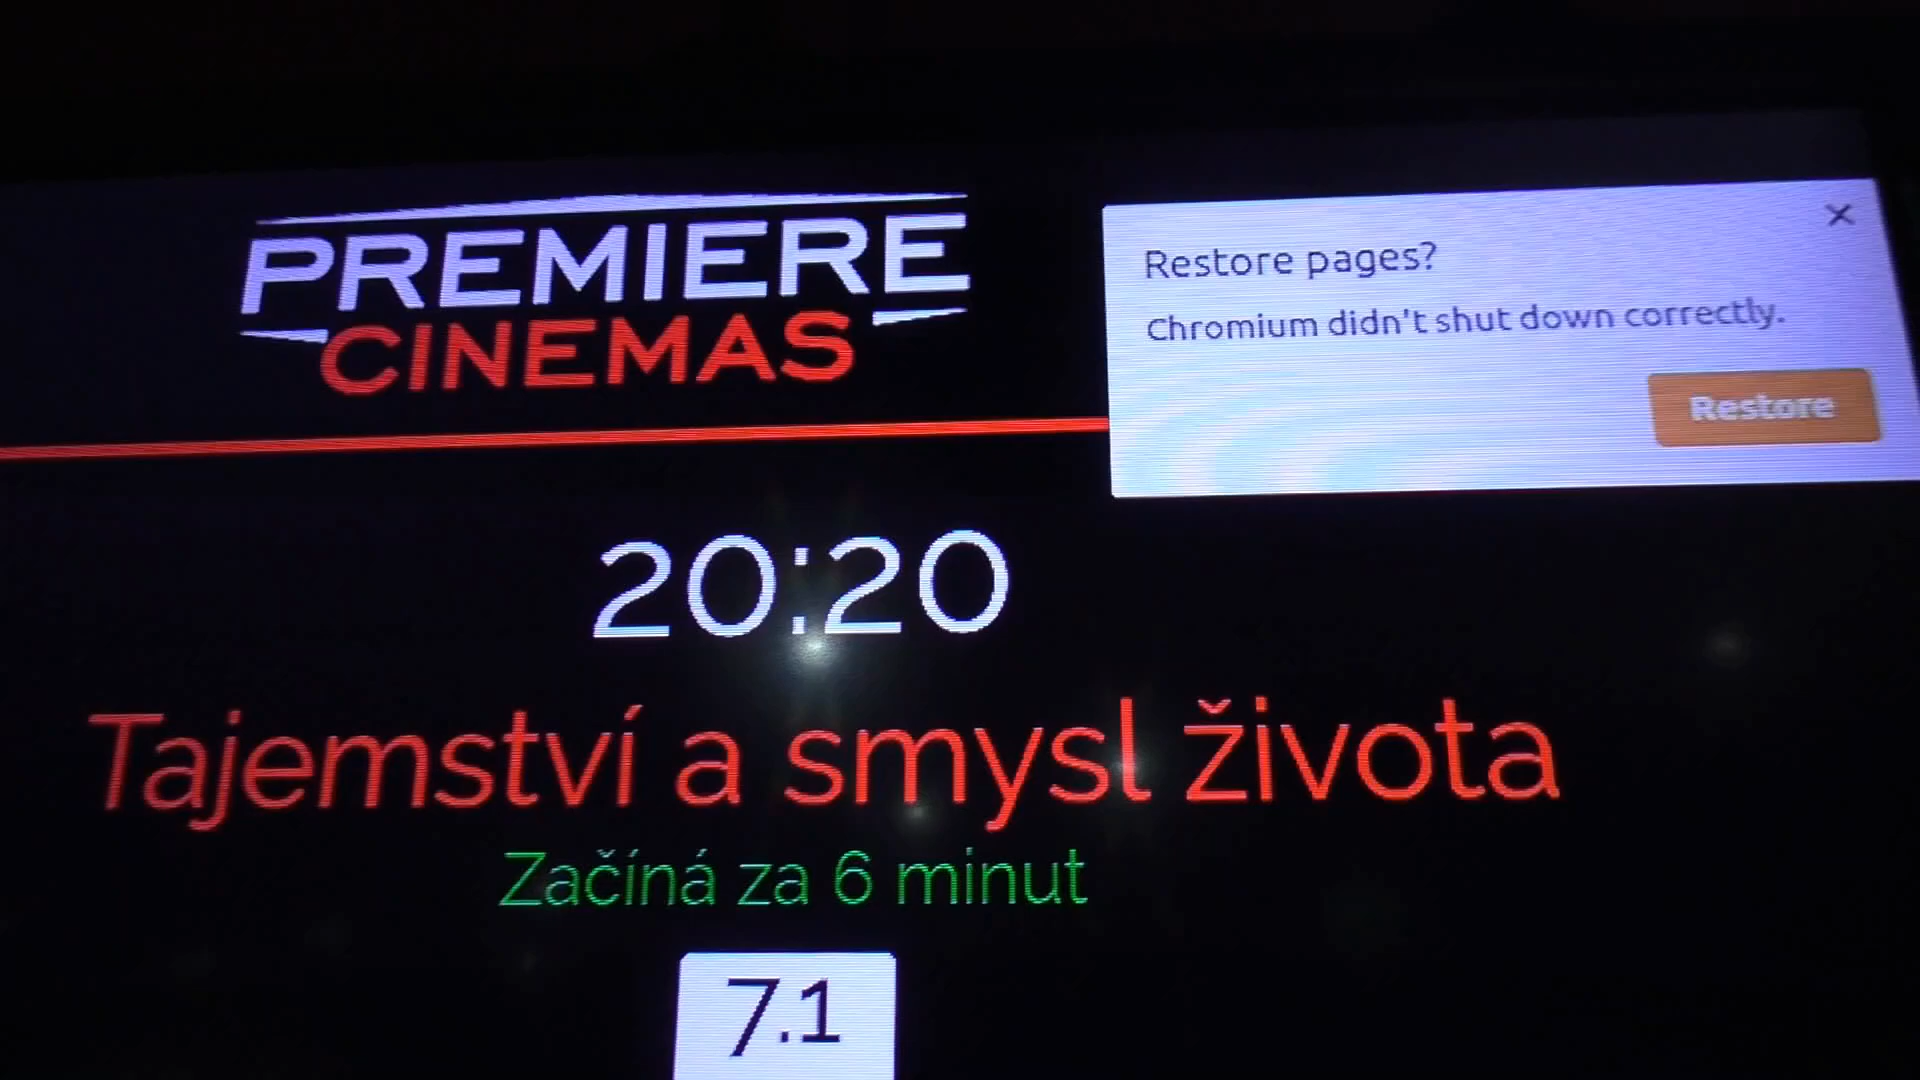 PREMIERE
CINEMAS
Restore pages?
Chromium didn't shut down correctly.
Restore
20:20
Tajemství a smysl života
Začíná za 6 minut
7.1